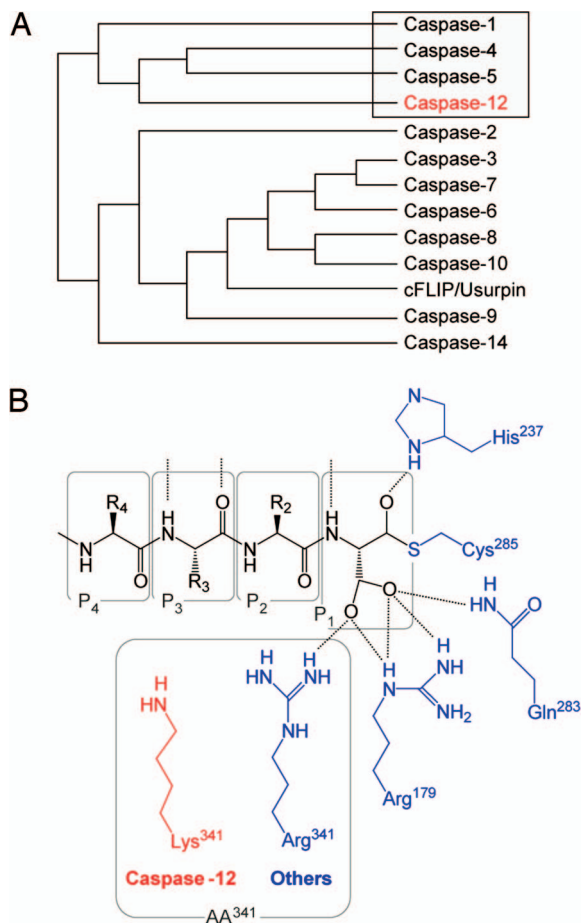 A
Caspase-1
Caspase-4
Caspase-5
Caspase-12
Caspase-2
Caspase-3
Caspase-7
Caspase-6
Caspase-8
Caspase-10
cFLIP/Usurpin
Caspase-9
Caspase-14
B
N
N
H
His237
R4
H
N
O
R2
H
N
O
S
Cys285
N
H
O
R3
N
H
O
P4
P3
P2
P1
O
O
H
N
O
Gln283
H
HN
Lys341
Caspase -12
H
HN
H
NH
NH
Arg341
Others
H
N
H
NH
NH2
Arg179
AA341